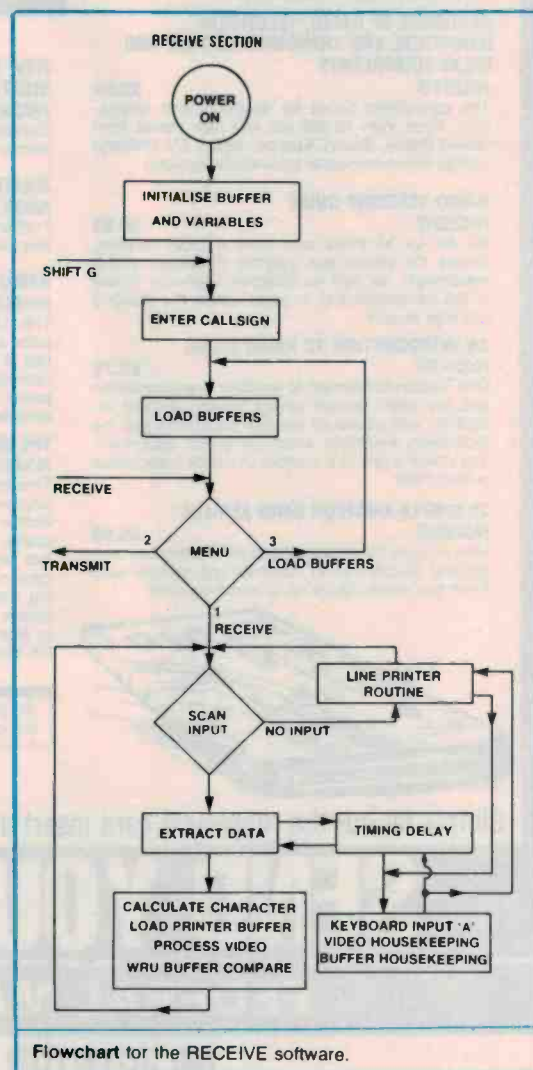 RECEIVE SECTION
POWER
ON
INITIALISE BUFFER
AND VARIABLES
SHIFT G
ENTER CALLSIGN
LOAD BUFFERS
RECEIVE
2
MENU
3
TRANSMIT
LOAD BUFFERS
1
RECEIVE
LINE PRINTER
ROUTINE
SCAN
INPUT
NO INPUT
EXTRACT DATA
TIMING DELAY
CALCULATE CHARACTER
LOAD PRINTER BUFFER
PROCESS VIDEO
WRU BUFFER COMPARE
KEYBOARD INPUT 'A'
VIDEO HOUSEKEEPING
BUFFER HOUSEKEEPING
Flowchart for the RECEIVE software.